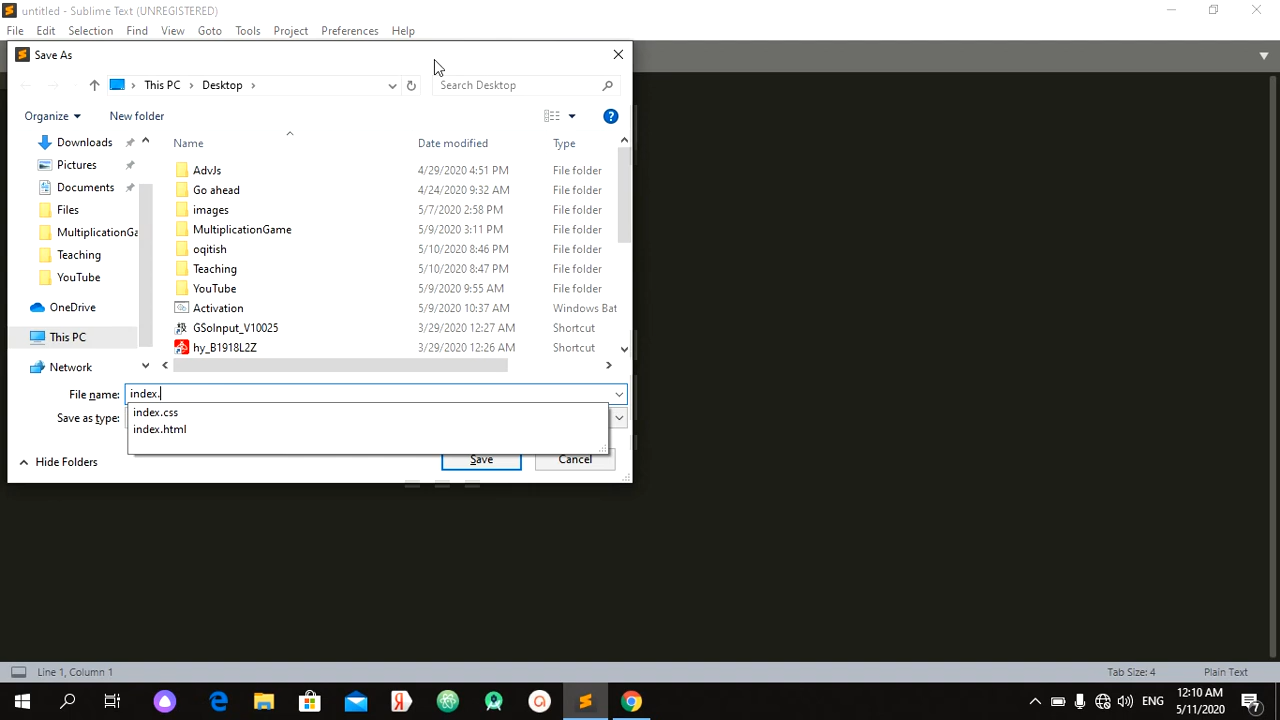 untitled - Sublime Text (UNREGISTERED)
File Edit Selection Find View Goto Tools Project Preferences Help
Save As
This PC Desktop Search Desktop
Organize New folder
Name Date modified Type
Downloads
Pictures
Documents
Files
MultiplicationGa
Teaching
YouTube
OneDrive
This PC
Network
AdvJs 4/29/2020 4:51 PM File folder
Go ahead 4/24/2020 9:32 AM File folder
images 5/7/2020 2:58 PM File folder
MultiplicationGame 5/9/2020 3:11 PM File folder
oqitish 5/10/2020 8:46 PM File folder
Teaching 5/10/2020 8:47 PM File folder
YouTube 5/9/2020 9:55 AM File folder
Activation 5/9/2020 10:37 AM Windows Bat
GSoInput_V10025 3/29/2020 12:27 AM Shortcut
hy_B1918L2Z 3/29/2020 12:26 AM Shortcut
File name: index.
index.css
Save as type:
index.html
Hide Folders Save Cancel
Line 1, Column 1 Tab Size: 4 Plain Text
ENG 12:10 AM
5/11/2020 7